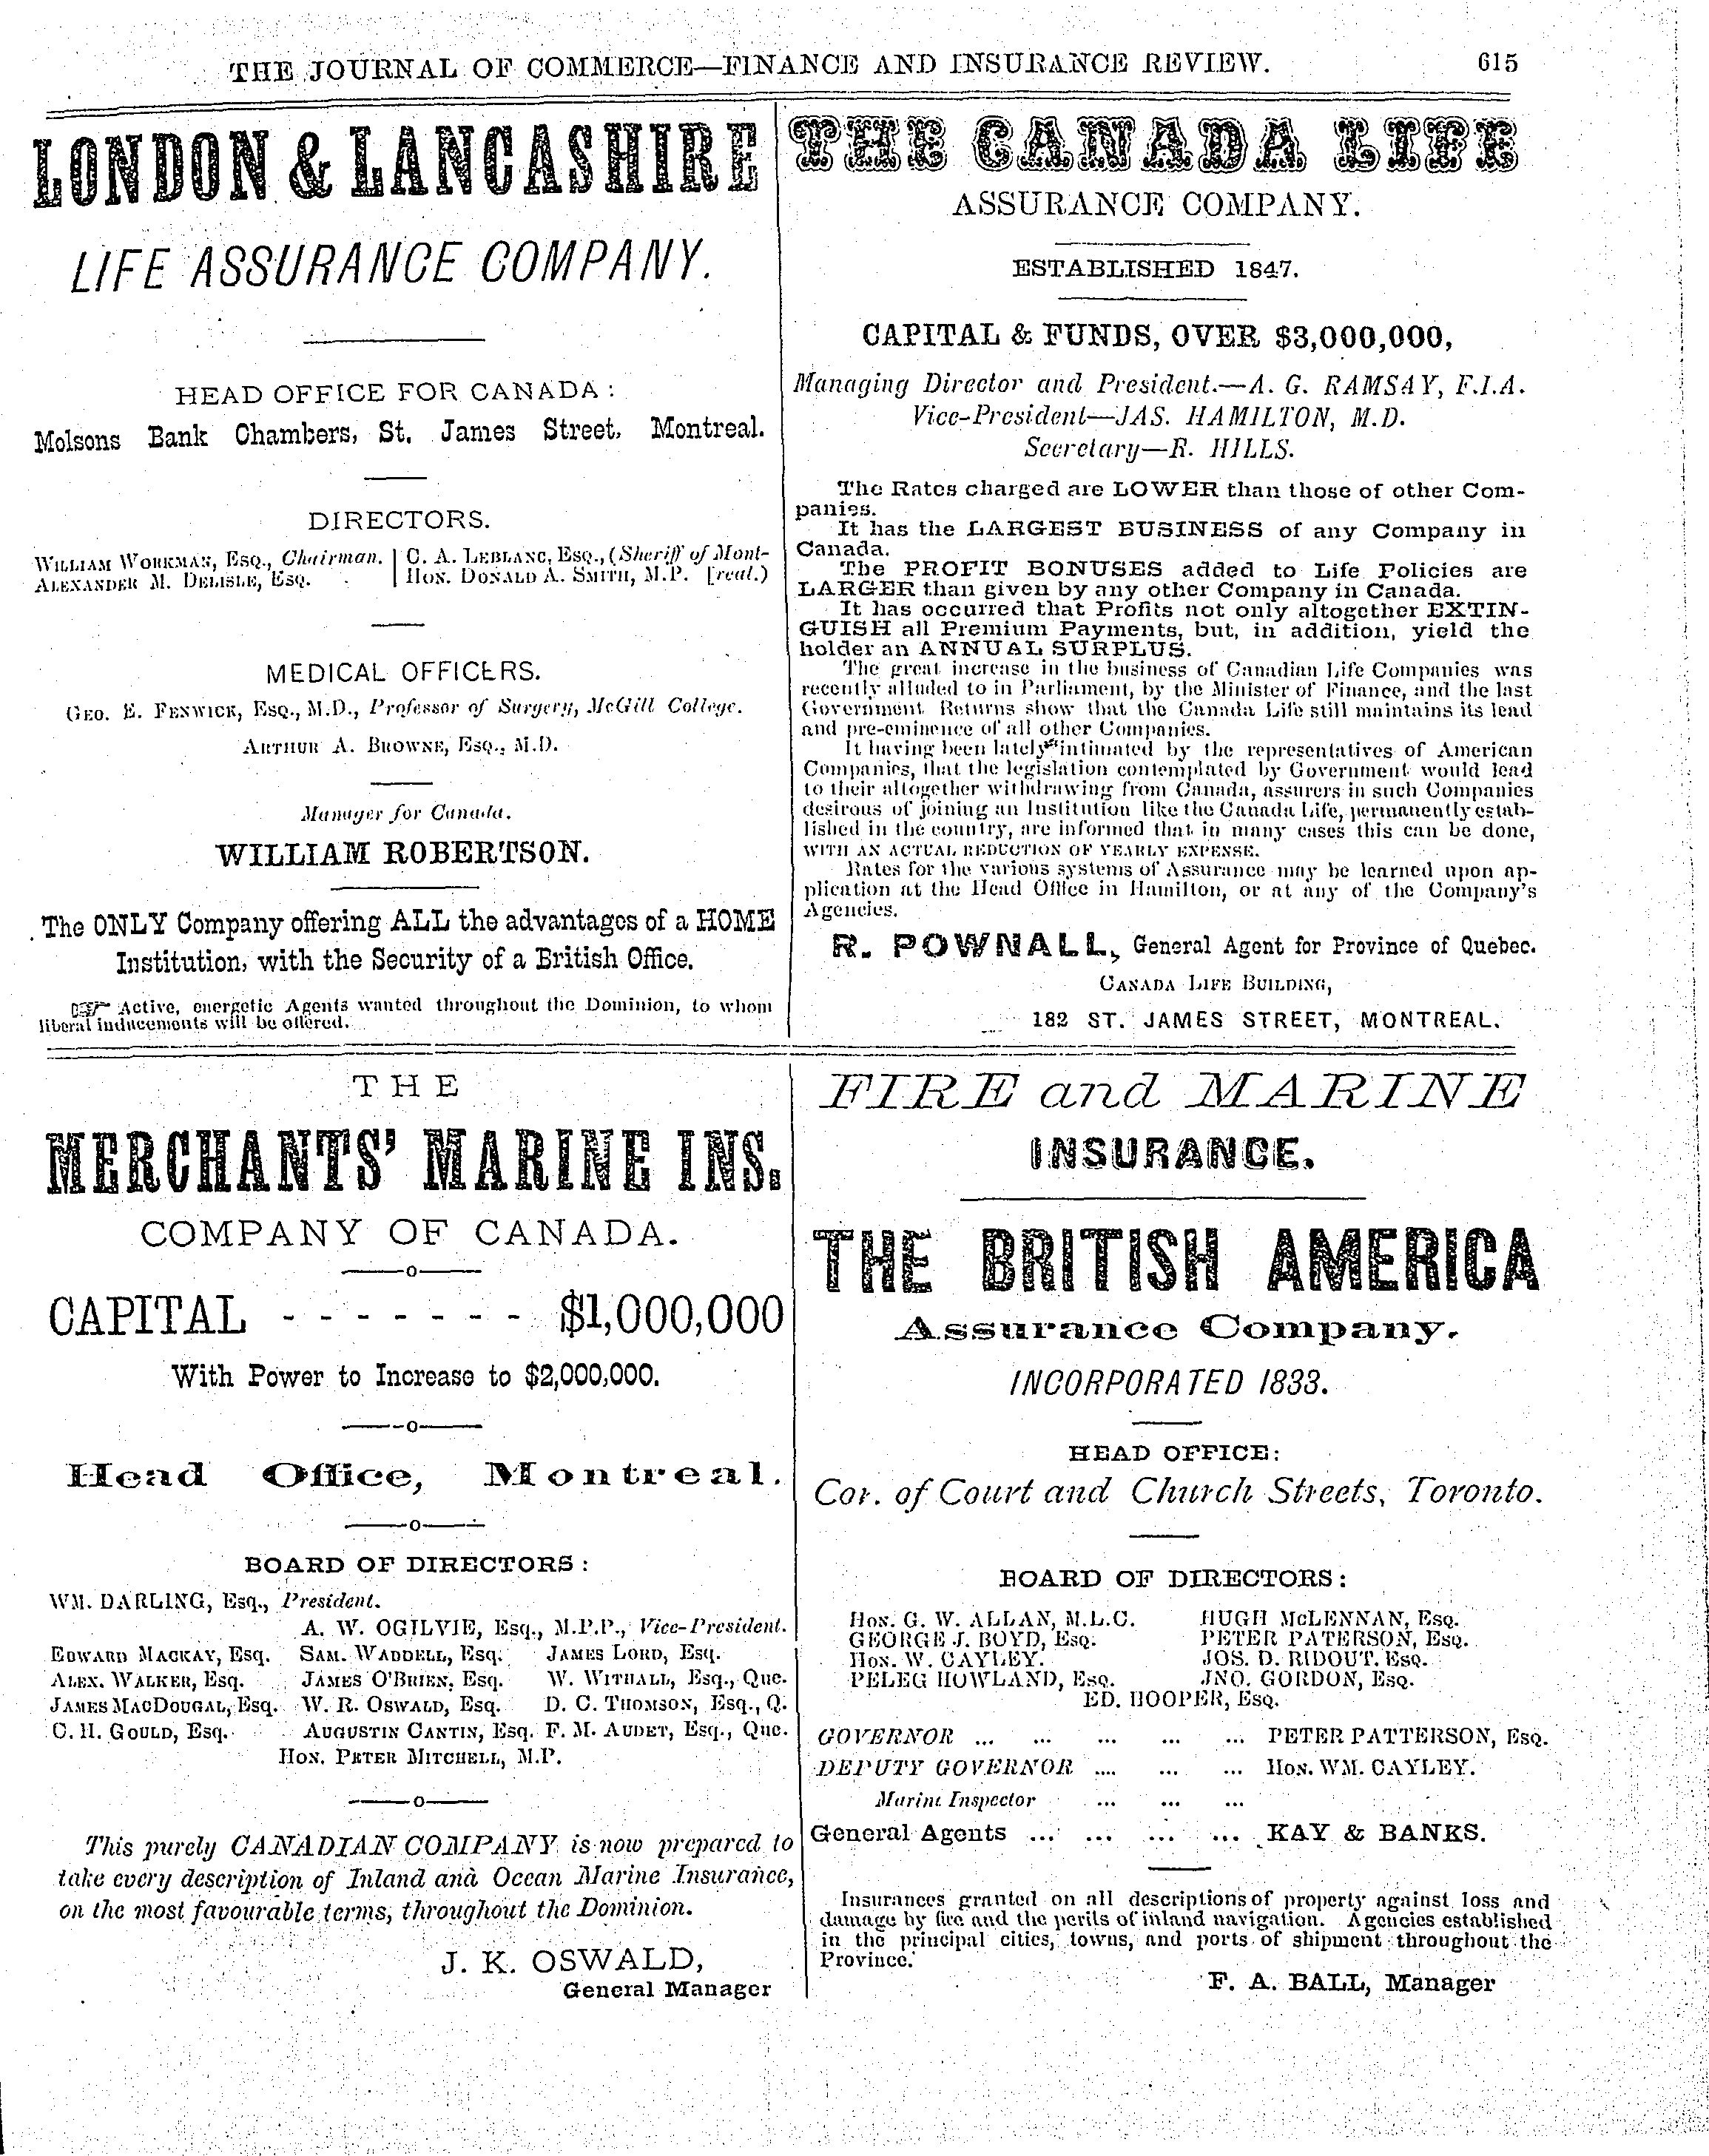 THE JOURNAL OF COMMERCE—FINANCE AND INSURANCE REVIEW. 615
LONDON & LANCASHIRE
LIFE ASSURANCE COMPANY.
HEAD OFFICE FOR CANADA:
Molsons Bank Chambers, St. James Street, Montreal.
DIRECTORS.
WILLIAM WORKMAN, ESQ., Chairman. | C. A. LEBLANC, ESQ., (Sheriff of Mont-
ALEXANDER M. DELISLE, ESQ. | HON. DONALD A. SMITH, M.P. [real.)
MEDICAL OFFICERS.
GEO. E. FENWICK, ESQ., M.D., Professor of Surgery, McGill College.
ARTHUR A. BROWNE, ESQ., M.D.
Manager for Canada.
WILLIAM ROBERTSON.
The ONLY Company offering ALL the advantages of a HOME
Institution, with the Security of a British Office.
☞ Active, energetic Agents wanted throughout the Dominion, to whom
liberal inducements will be offered.
THE CANADA LIFE
ASSURANCE COMPANY.
ESTABLISHED 1847.
CAPITAL & FUNDS, OVER $3,000,000,
Managing Director and President.—A. G. RAMSAY, F.I.A.
Vice-President—JAS. HAMILTON, M.D.
Secretary—R. HILLS.
The Rates charged are LOWER than those of other Com-
panies.
It has the LARGEST BUSINESS of any Company in
Canada.
The PROFIT BONUSES added to Life Policies are
LARGER than given by any other Company in Canada.
It has occurred that Profits not only altogether EXTIN-
GUISH all Premium Payments, but, in addition, yield the
holder an ANNUAL SURPLUS.
The great increase in the business of Canadian Life Companies was
recently alluded to in Parliament, by the Minister of Finance, and the last
Government Returns show that the Canada Life still maintains its lead
and pre-eminence of all other Companies.
It having been lately intimated by the representatives of American
Companies, that the legislation contemplated by Government would lead
to their altogether withdrawing from Canada, assurers in such Companies
desirous of joining an Institution like the Canada Life, permanently estab-
lished in the country, are informed that in many cases this can be done,
WITH AN ACTUAL REDUCTION OF YEARLY EXPENSE.
Rates for the various systems of Assurance may be learned upon ap-
plication at the Head Office in Hamilton, or at any of the Company's
Agencies.
R. POWNALL, General Agent for Province of Quebec.
CANADA LIFE BUILDING,
182 ST. JAMES STREET, MONTREAL.
THE
MERCHANTS' MARINE INS.
COMPANY OF CANADA.
CAPITAL - - - - - - - $1,000,000
With Power to Increase to $2,000,000.
Head Office, Montreal.
BOARD OF DIRECTORS:
WM. DARLING, Esq., President.
A. W. OGILVIE, Esq., M.P.P., Vice-President.
EDWARD MACKAY, Esq. SAM. WADDELL, Esq. JAMES LORD, Esq.
ALEX. WALKER, Esq. JAMES O'BRIEN, Esq. W. WITHALL, Esq., Que.
JAMES MACDOUGAL, Esq. W. R. OSWALD, Esq. D. C. THOMSON, Esq., Q.
C. H. GOULD, Esq. AUGUSTIN CANTIN, Esq. F. M. AUDET, Esq., Que.
HON. PETER MITCHELL, M.P.
This purely CANADIAN COMPANY is now prepared to
take every description of Inland and Ocean Marine Insurance,
on the most favourable terms, throughout the Dominion.
J. K. OSWALD,
General Manager
FIRE and MARINE
INSURANCE.
THE BRITISH AMERICA
Assurance Company.
INCORPORATED 1833.
HEAD OFFICE:
Cor. of Court and Church Streets, Toronto.
BOARD OF DIRECTORS:
HON. G. W. ALLAN, M.L.C. HUGH McLENNAN, ESQ.
GEORGE J. BOYD, ESQ. PETER PATERSON, ESQ.
HON. W. CAYLEY. JOS. D. RIDOUT, ESQ.
PELEG HOWLAND, ESQ. JNO. GORDON, ESQ.
ED. HOOPER, ESQ.
GOVERNOR ... ... ... ... ... PETER PATTERSON, ESQ.
DEPUTY GOVERNOR .... ... ... HON. WM. CAYLEY.
Marine Inspector ... ... ...
General Agents ... ... ... ... KAY & BANKS.
Insurances granted on all descriptions of property against loss and
damage by fire and the perils of inland navigation. Agencies established
in the principal cities, towns, and ports of shipment throughout the
Province.
F. A. BALL, Manager